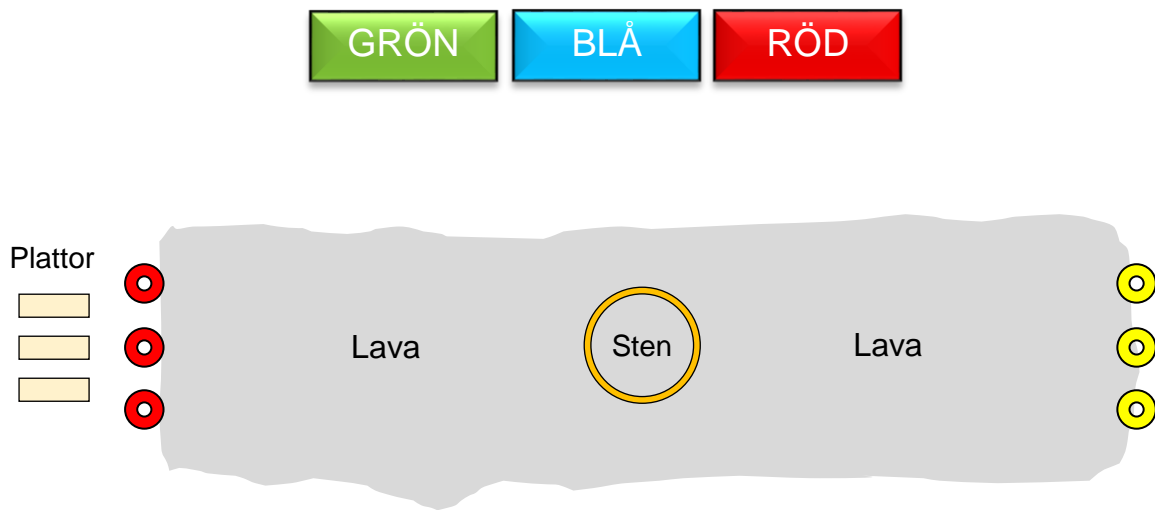 GRÖN
BLÅ
RÖD
Plattor
Lava
Sten
Lava